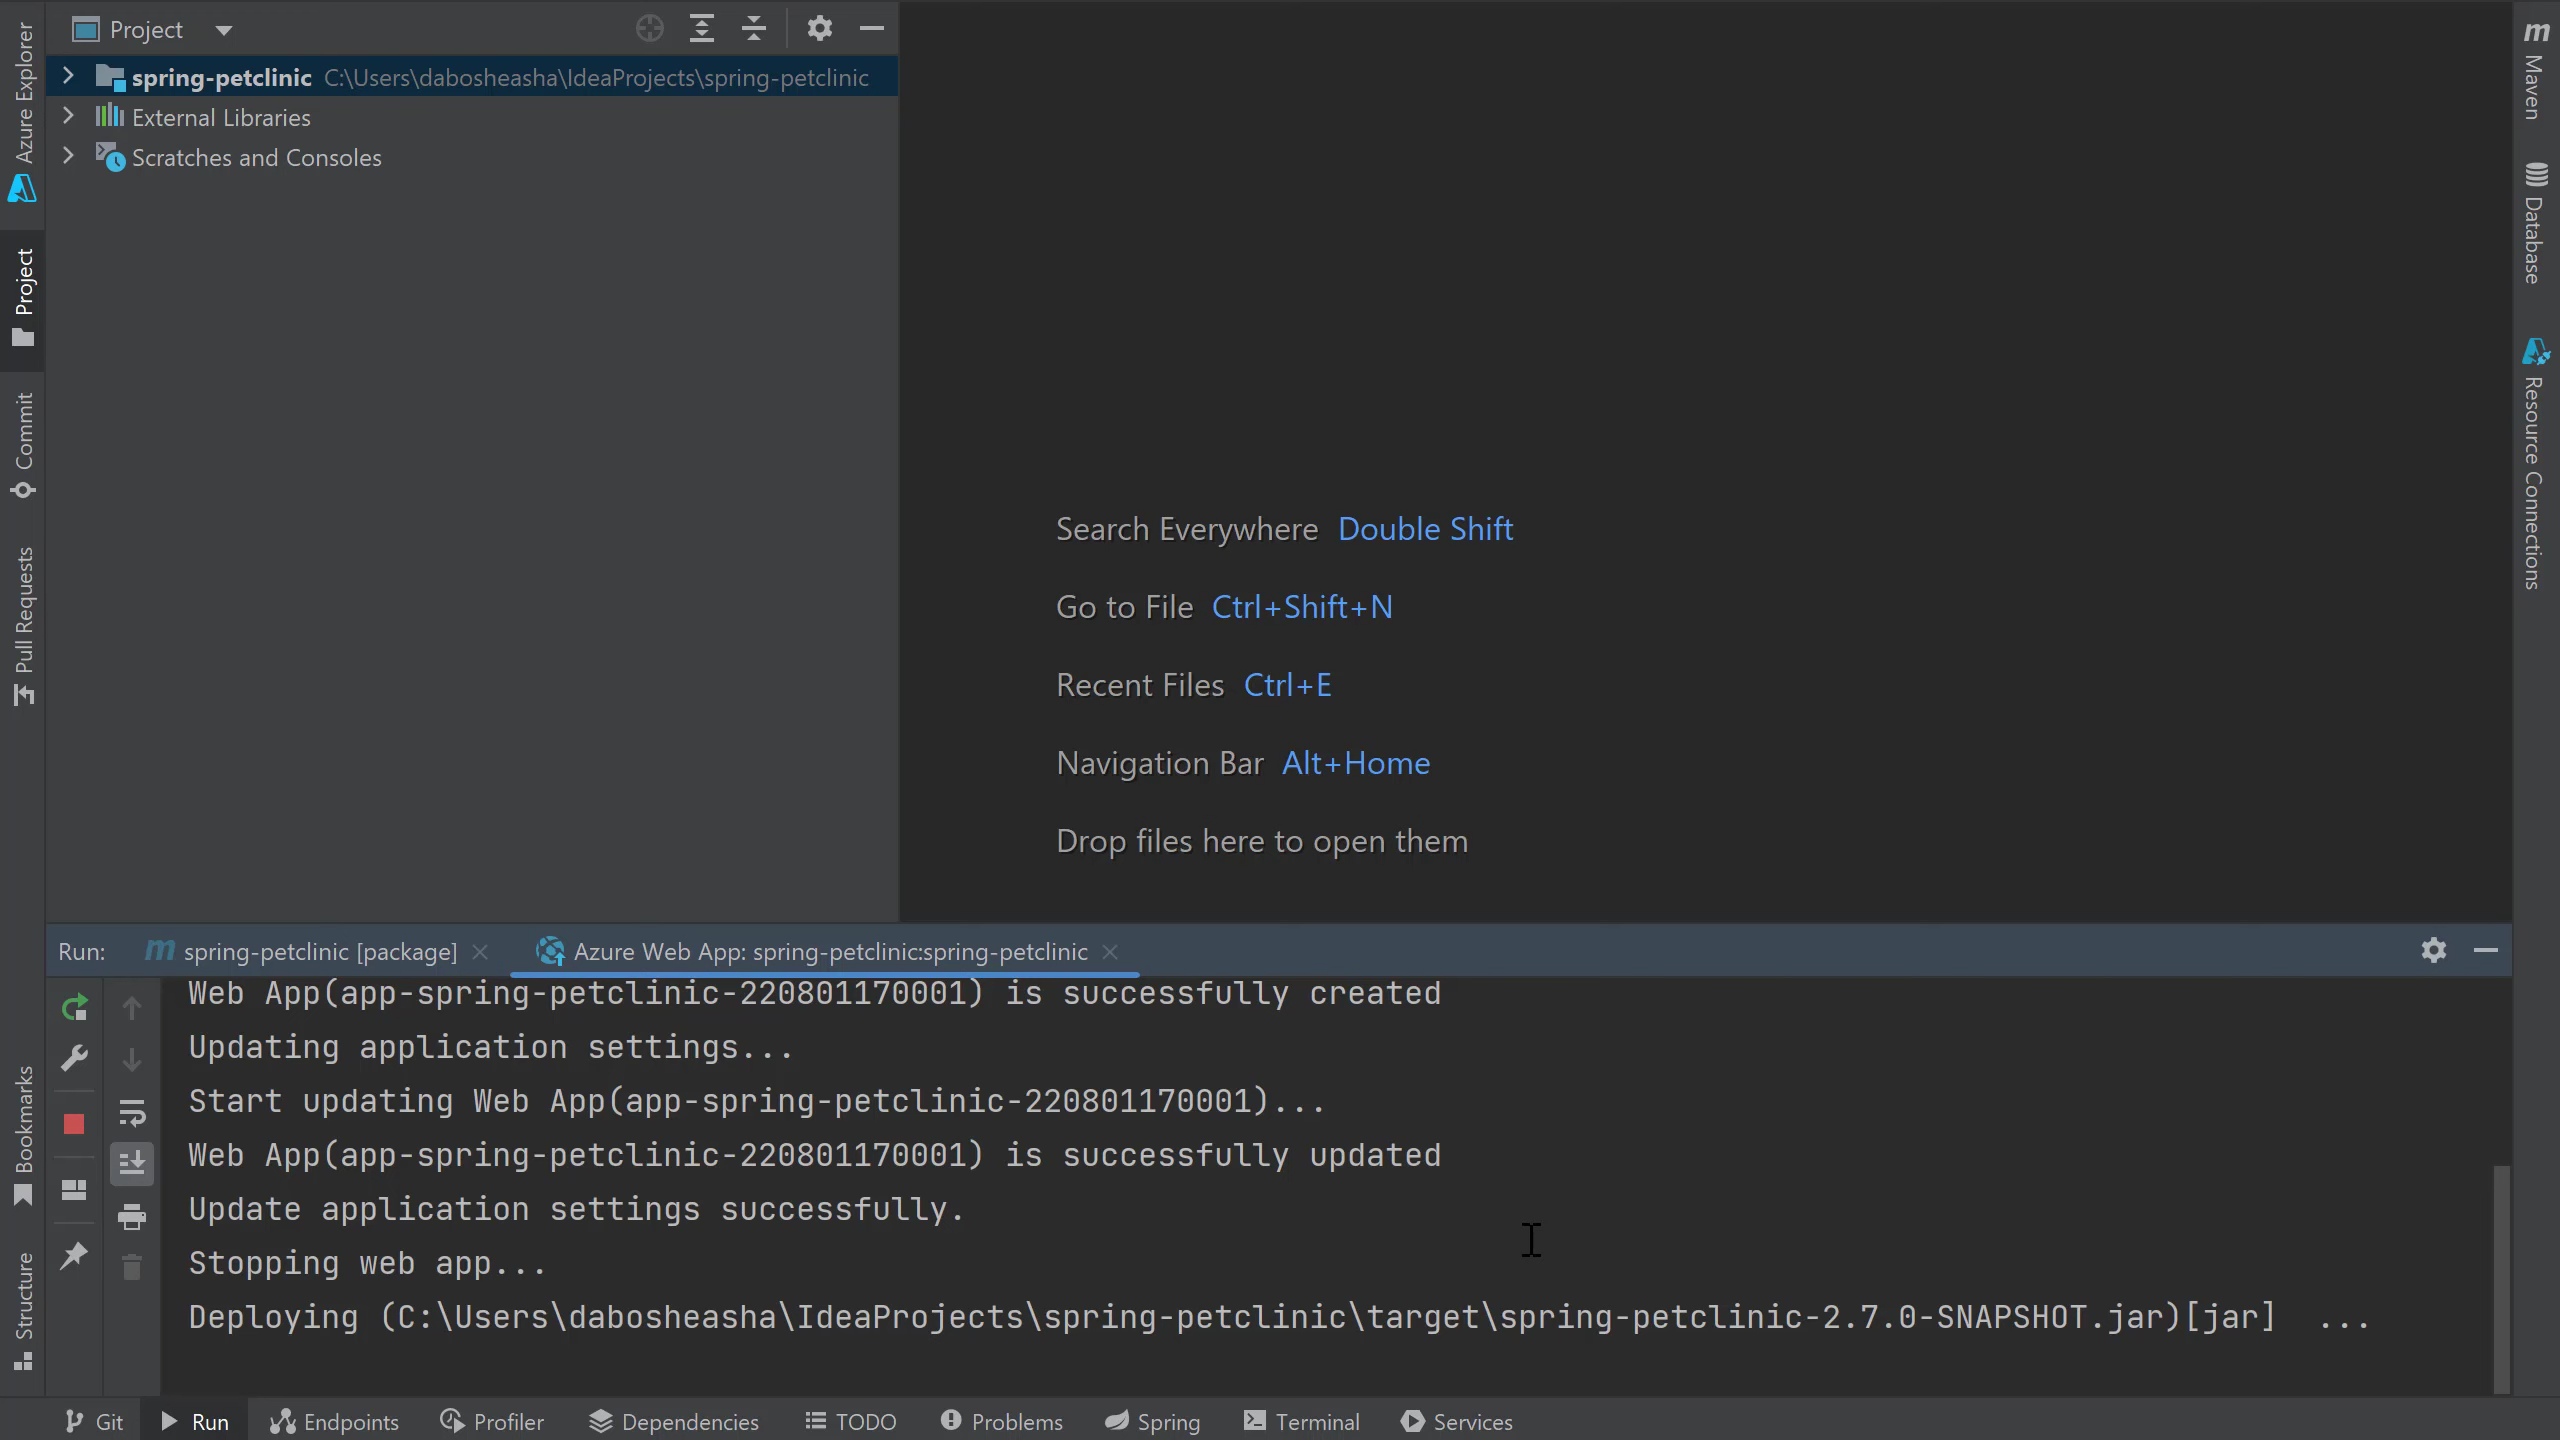 Project
spring-petclinic C:\Users\dabosheasha\IdeaProjects\spring-petclinic
External Libraries
Scratches and Consoles
Azure Explorer
Project
Commit
Pull Requests
Bookmarks
Structure
Search Everywhere Double Shift
Go to File Ctrl+Shift+N
Recent Files Ctrl+E
Navigation Bar Alt+Home
Drop files here to open them
m Maven
Database
Resource Connections
Run: m spring-petclinic [package] Azure Web App: spring-petclinic:spring-petclinic
Web App(app-spring-petclinic-220801170001) is successfully created
Updating application settings...
Start updating Web App(app-spring-petclinic-220801170001)...
Web App(app-spring-petclinic-220801170001) is successfully updated
Update application settings successfully.
Stopping web app...
Deploying (C:\Users\dabosheasha\IdeaProjects\spring-petclinic\target\spring-petclinic-2.7.0-SNAPSHOT.jar)[jar] ...
Git Run Endpoints Profiler Dependencies TODO Problems Spring Terminal Services